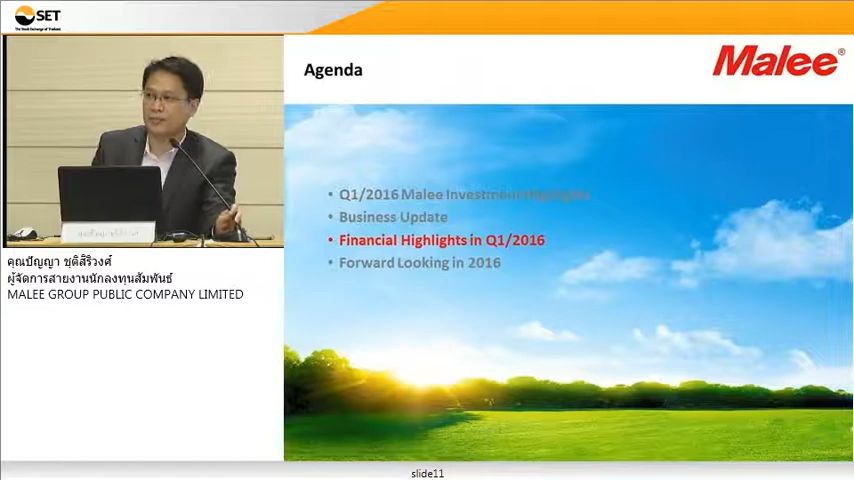 SET
The Stock Exchange of Thailand
Agenda
Malee®
• Q1/2016 Malee Investment Highlights
• Business Update
• Financial Highlights in Q1/2016
• Forward Looking in 2016
คุณปัญญา ชุติสิริวงศ์
ผู้จัดการสายงานนักลงทุนสัมพันธ์
MALEE GROUP PUBLIC COMPANY LIMITED
slide11